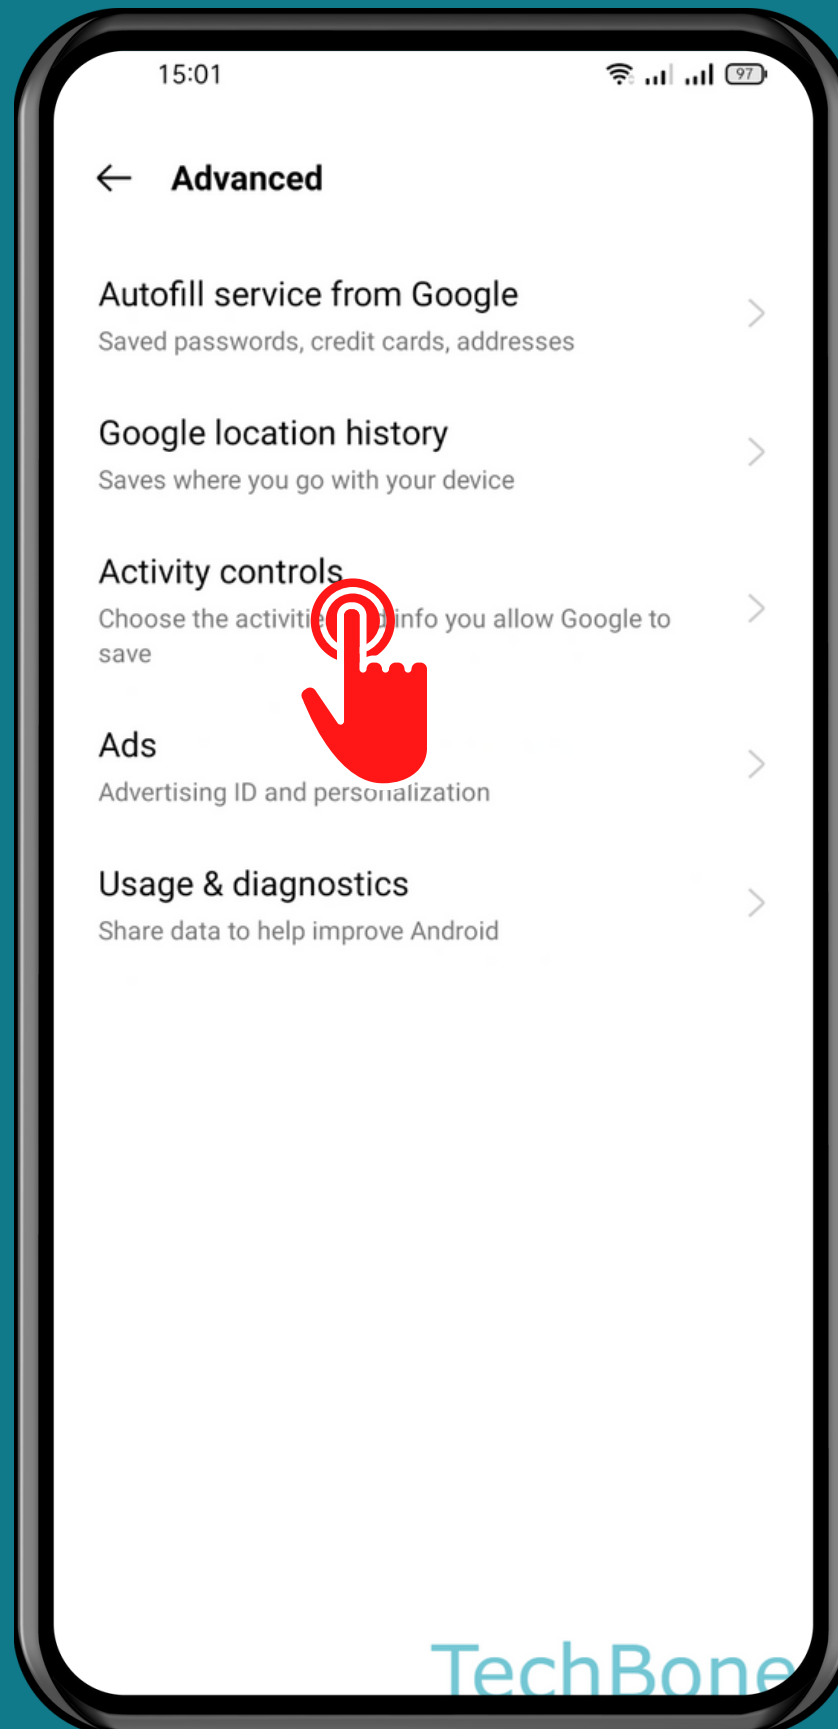 15:01
97
Advanced
Autofill service from Google
Saved passwords, credit cards, addresses
Google location history
Saves where you go with your device
Activity controls
Choose the activiti info you allow Google to
save
Ads
Advertising ID and personalization
Usage & diagnostics
Share data to help improve Android
TechBone